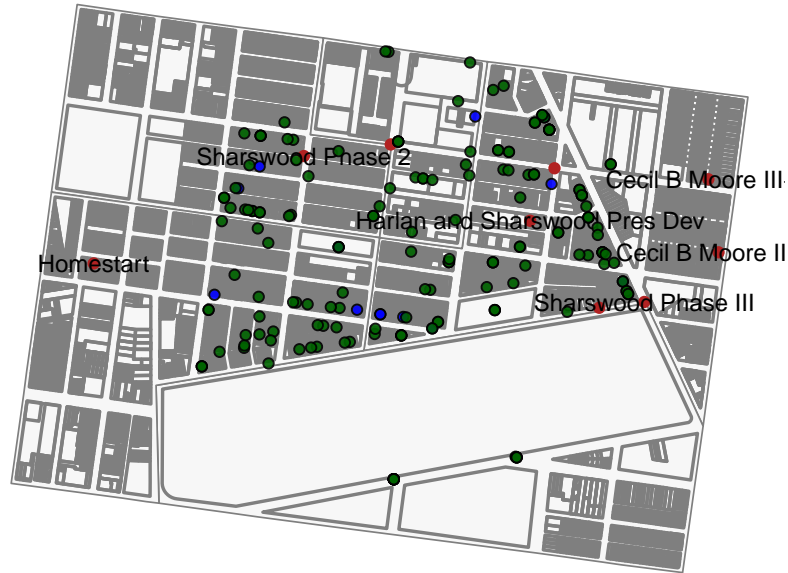 Sharswood Phase 2
Cecil B Moore III
Harlan and Sharswood Pres Dev
Cecil B Moore II
Homestart
Sharswood Phase III